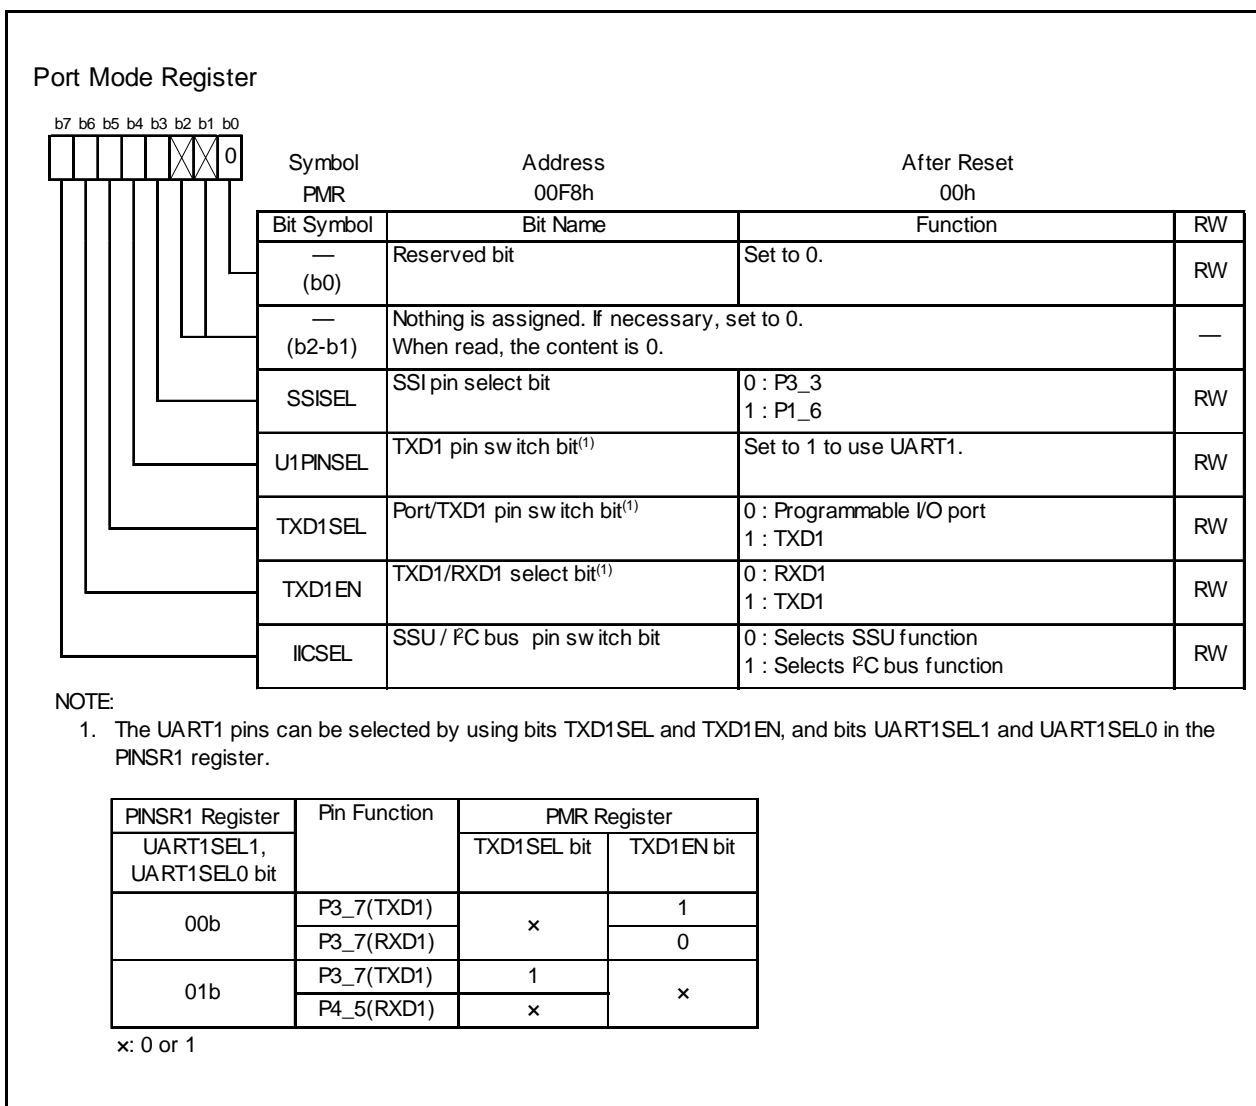 Port Mode Register
b7 b6 b5 b4 b3 b2 b1 b0
0
Symbol Address After Reset
PMR 00F8h 00h
Bit Symbol Bit Name Function RW
— (b0) Reserved bit Set to 0. RW
— (b2-b1) Nothing is assigned. If necessary, set to 0.
When read, the content is 0. —
SSISEL SSI pin select bit 0 : P3_3
1 : P1_6 RW
U1PINSEL TXD1 pin switch bit(1) Set to 1 to use UART1. RW
TXD1SEL Port/TXD1 pin switch bit(1) 0 : Programmable I/O port
1 : TXD1 RW
TXD1EN TXD1/RXD1 select bit(1) 0 : RXD1
1 : TXD1 RW
IICSEL SSU / I²C bus pin switch bit 0 : Selects SSU function
1 : Selects I²C bus function RW
NOTE:
1. The UART1 pins can be selected by using bits TXD1SEL and TXD1EN, and bits UART1SEL1 and UART1SEL0 in the
PINSR1 register.
PINSR1 Register Pin Function PMR Register
UART1SEL1,
UART1SEL0 bit TXD1SEL bit TXD1EN bit
00b P3_7(TXD1) × 1
P3_7(RXD1) 0
01b P3_7(TXD1) 1 ×
P4_5(RXD1) ×
×: 0 or 1